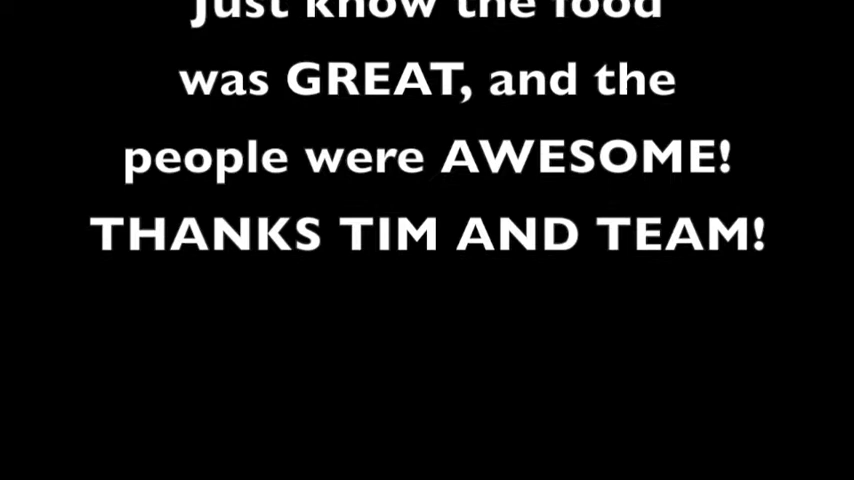 Just know the food
was GREAT, and the
people were AWESOME!
THANKS TIM AND TEAM!